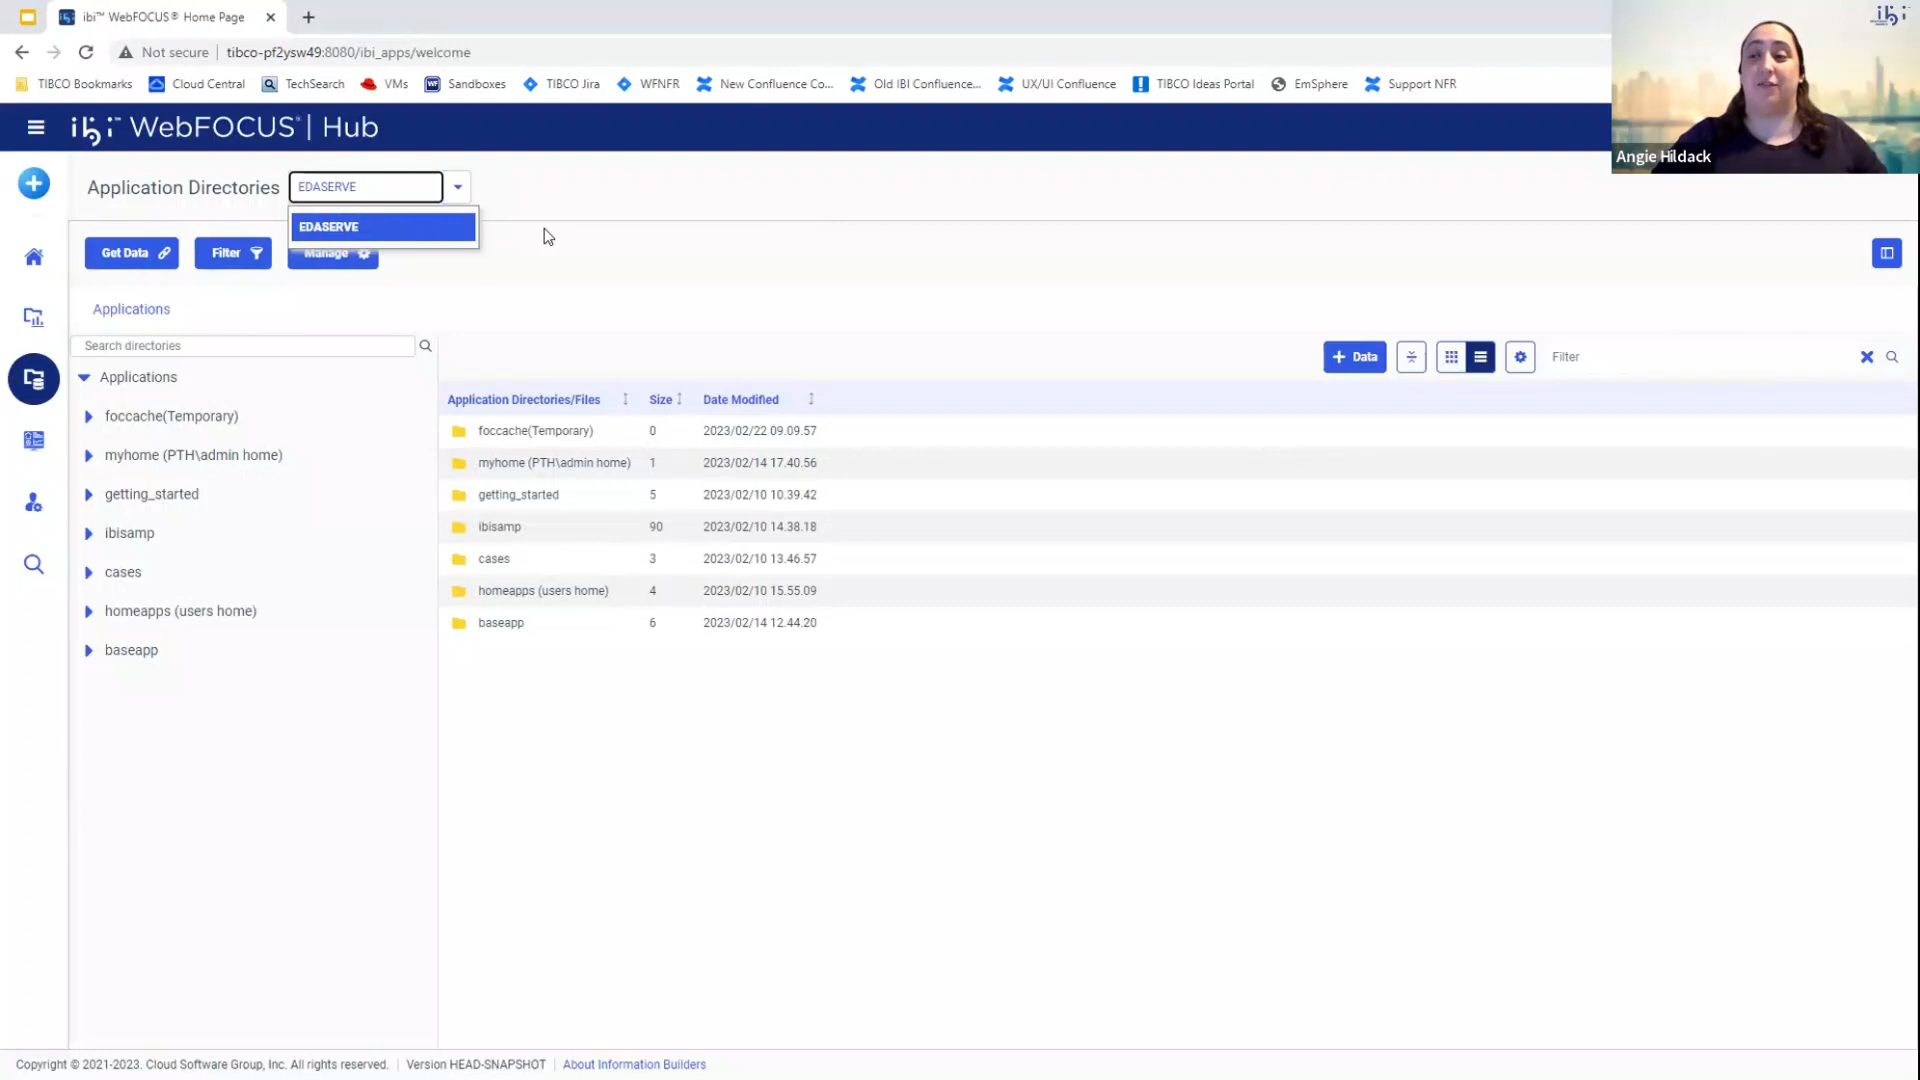 ibi™ WebFOCUS® Home Page
Not secure | tibco-pf2ysw49:8080/ibi_apps/welcome
TIBCO Bookmarks Cloud Central TechSearch VMs Sandboxes TIBCO Jira WFNFR New Confluence Co... Old IBI Confluence... UX/UI Confluence TIBCO Ideas Portal EmSphere Support NFR
ibi™ WebFOCUS® | Hub
ibi
Angie Hildack
Application Directories EDASERVE
EDASERVE
Get Data Filter Manage
Applications
Search directories
+ Data Filter
Applications
foccache(Temporary)
myhome (PTH\admin home)
getting_started
ibisamp
cases
homeapps (users home)
baseapp
Application Directories/Files Size Date Modified
foccache(Temporary) 0 2023/02/22 09.09.57
myhome (PTH\admin home) 1 2023/02/14 17.40.56
getting_started 5 2023/02/10 10.39.42
ibisamp 90 2023/02/10 14.38.18
cases 3 2023/02/10 13.46.57
homeapps (users home) 4 2023/02/10 15.55.09
baseapp 6 2023/02/14 12.44.20
Copyright © 2021-2023. Cloud Software Group, Inc. All rights reserved. | Version HEAD-SNAPSHOT | About Information Builders